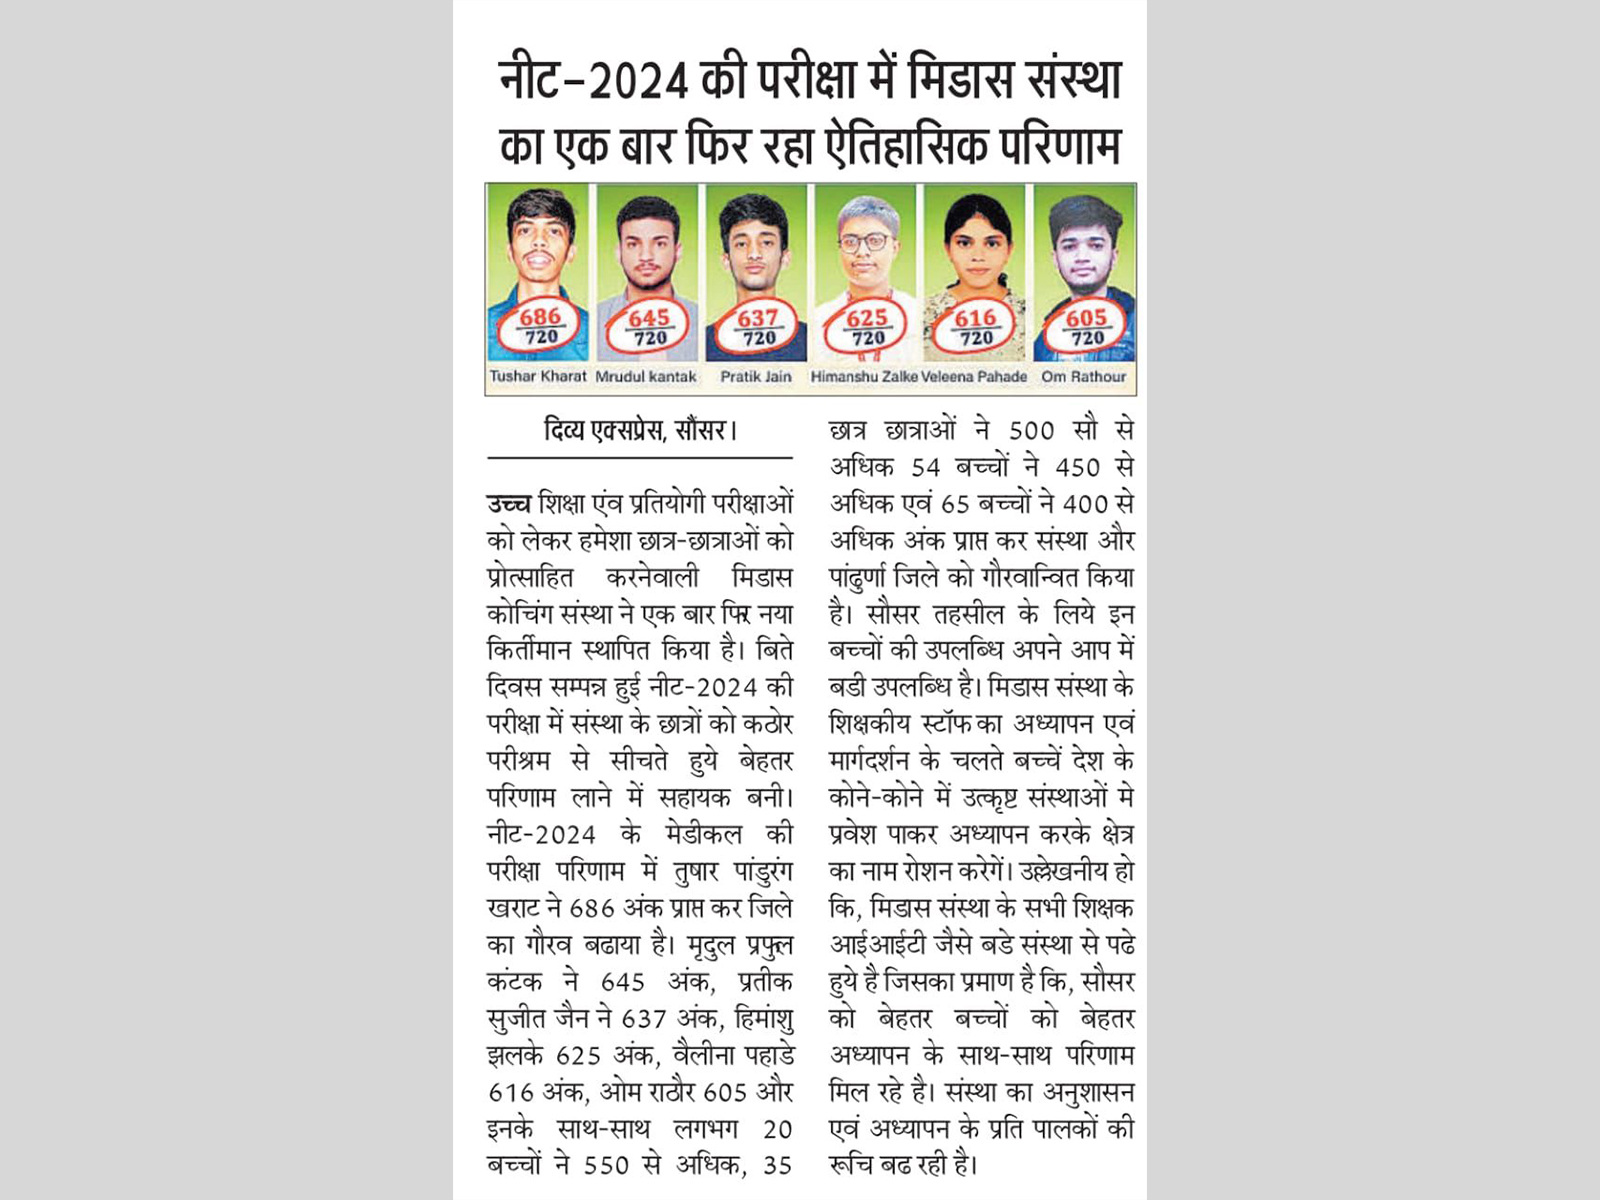 नीट-2024 की परीक्षा में मिडास संस्था
का एक बार फिर रहा ऐतिहासिक परिणाम
686 645 637 625 616 605
720 720 720 720 720 720
Tushar Kharat Mrudul kantak Pratik Jain Himanshu Zalke Veleena Pahade Om Rathour
दिव्य एक्सप्रेस, सौंसर।
उच्च शिक्षा एंव प्रतियोगी परीक्षाओं
को लेकर हमेशा छात्र-छात्राओं को
प्रोत्साहित करनेवाली मिडास
कोचिंग संस्था ने एक बार फिर नया
किर्तीमान स्थापित किया है। बिते
दिवस सम्पन्न हुई नीट-2024 की
परीक्षा में संस्था के छात्रों को कठोर
परीश्रम से सीचते हुये बेहतर
परिणाम लाने में सहायक बनी।
नीट-2024 के मेडीकल की
परीक्षा परिणाम में तुषार पांडुरंग
खराट ने 686 अंक प्राप्त कर जिले
का गौरव बढाया है। मृदुल प्रफुल
कंटक ने 645 अंक, प्रतीक
सुजीत जैन ने 637 अंक, हिमांशु
झलके 625 अंक, वैलीना पहाडे
616 अंक, ओम राठौर 605 और
इनके साथ-साथ लगभग 20
बच्चों ने 550 से अधिक, 35
छात्र छात्राओं ने 500 सौ से
अधिक 54 बच्चों ने 450 से
अधिक एवं 65 बच्चों ने 400 से
अधिक अंक प्राप्त कर संस्था और
पांढुर्णा जिले को गौरवान्वित किया
है। सौसर तहसील के लिये इन
बच्चों की उपलब्धि अपने आप में
बडी उपलब्धि है। मिडास संस्था के
शिक्षकीय स्टॉफ का अध्यापन एवं
मार्गदर्शन के चलते बच्चें देश के
कोने-कोने में उत्कृष्ट संस्थाओं मे
प्रवेश पाकर अध्यापन करके क्षेत्र
का नाम रोशन करेगें। उल्लेखनीय हो
कि, मिडास संस्था के सभी शिक्षक
आईआईटी जैसे बडे संस्था से पढे
हुये है जिसका प्रमाण है कि, सौसर
को बेहतर बच्चों को बेहतर
अध्यापन के साथ-साथ परिणाम
मिल रहे है। संस्था का अनुशासन
एवं अध्यापन के प्रति पालकों की
रूचि बढ रही है।